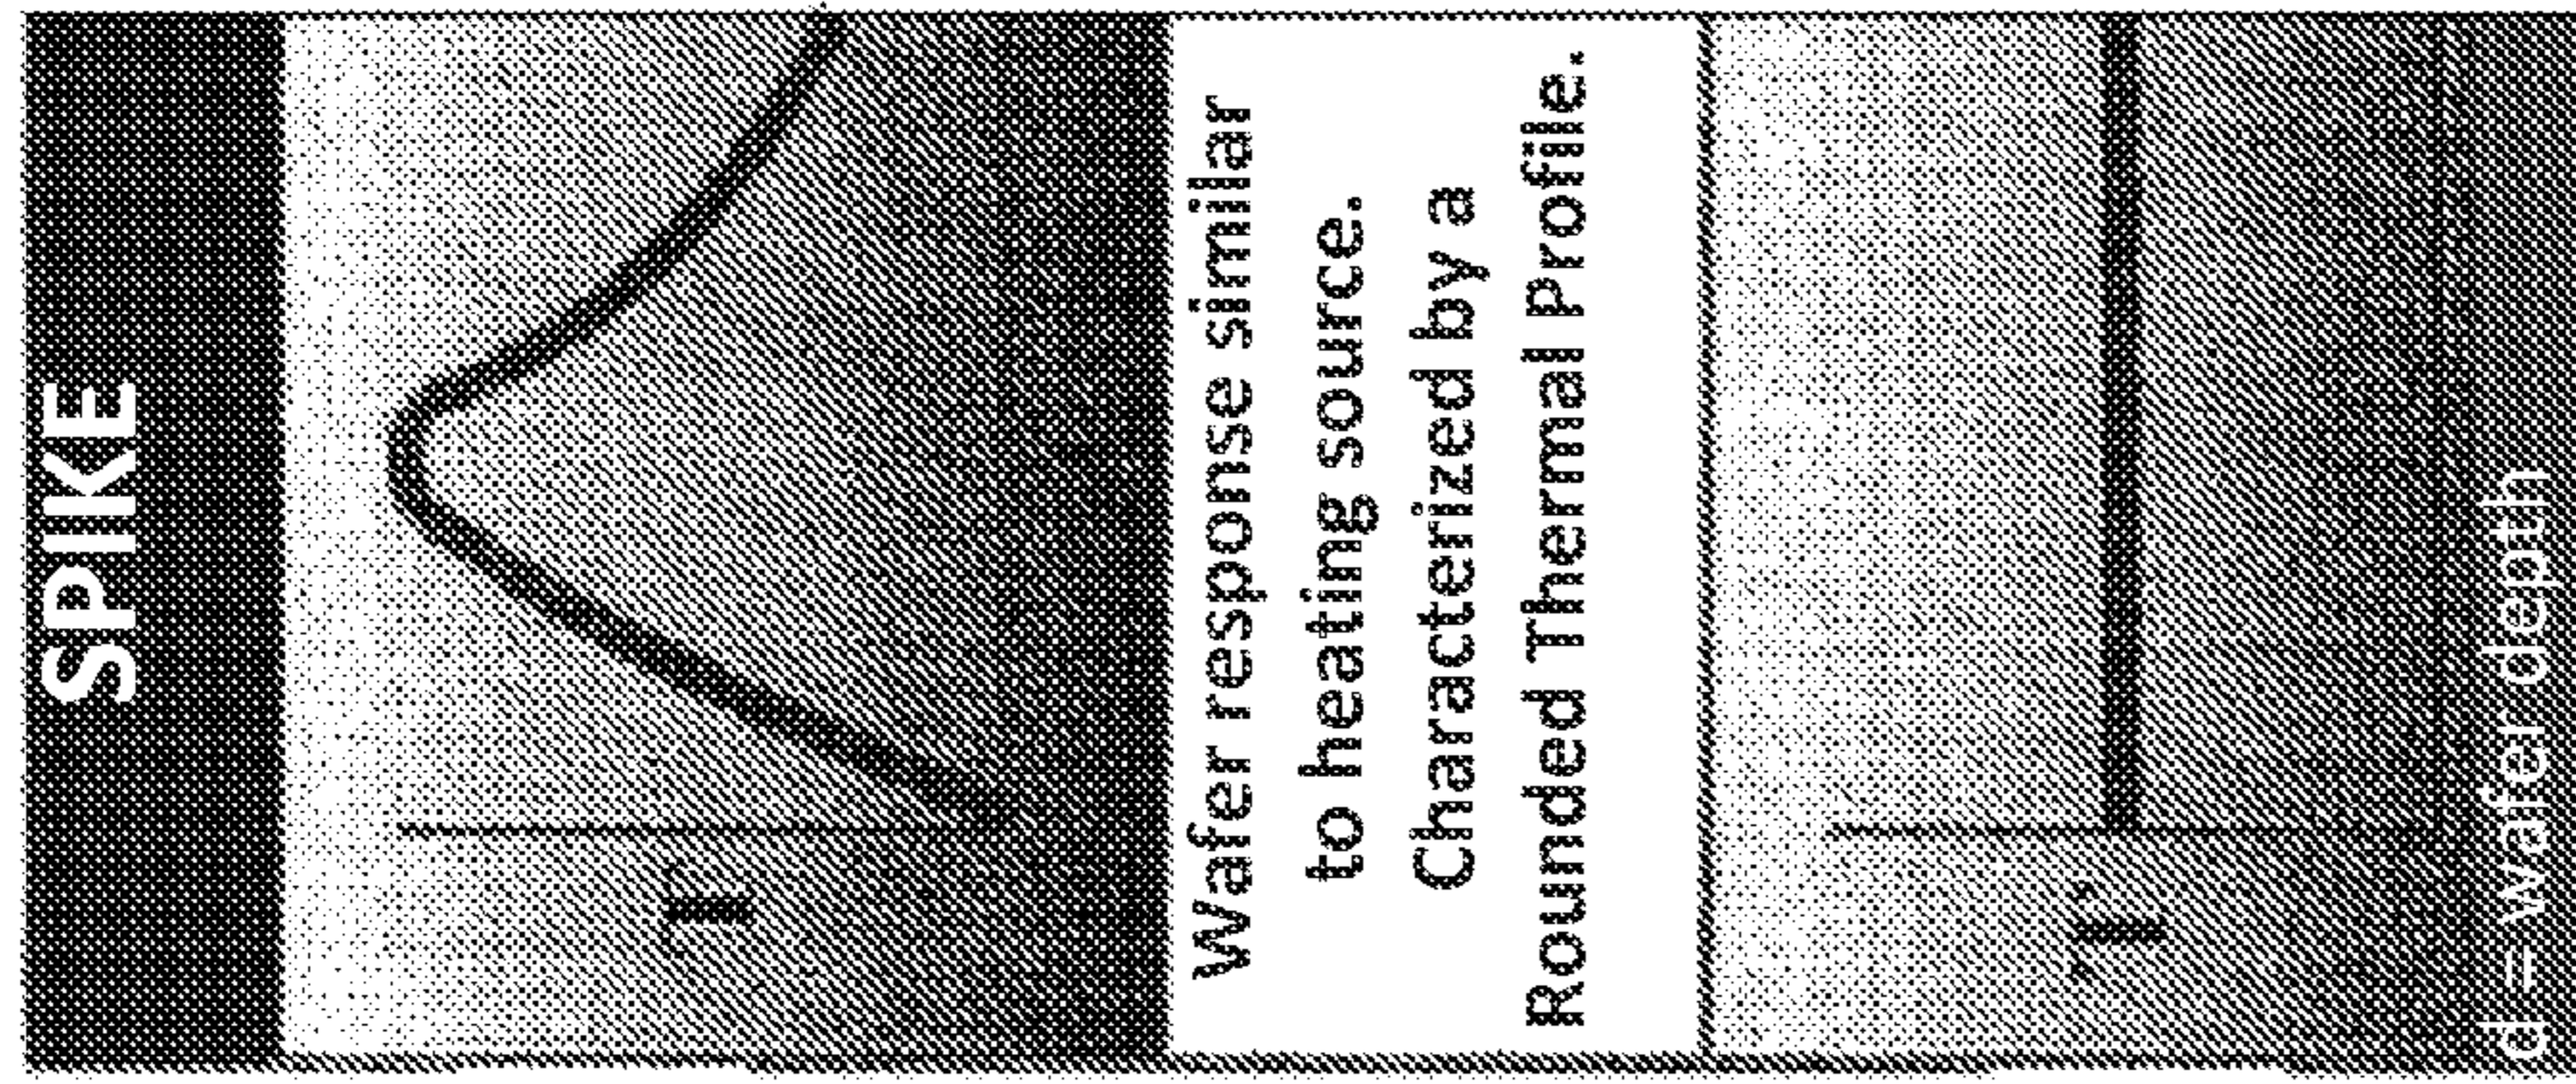 SPIKE
T
Wafer response similar
to heating source.
Characterized by a
Rounded Thermal Profile.
T
d = wafer depth